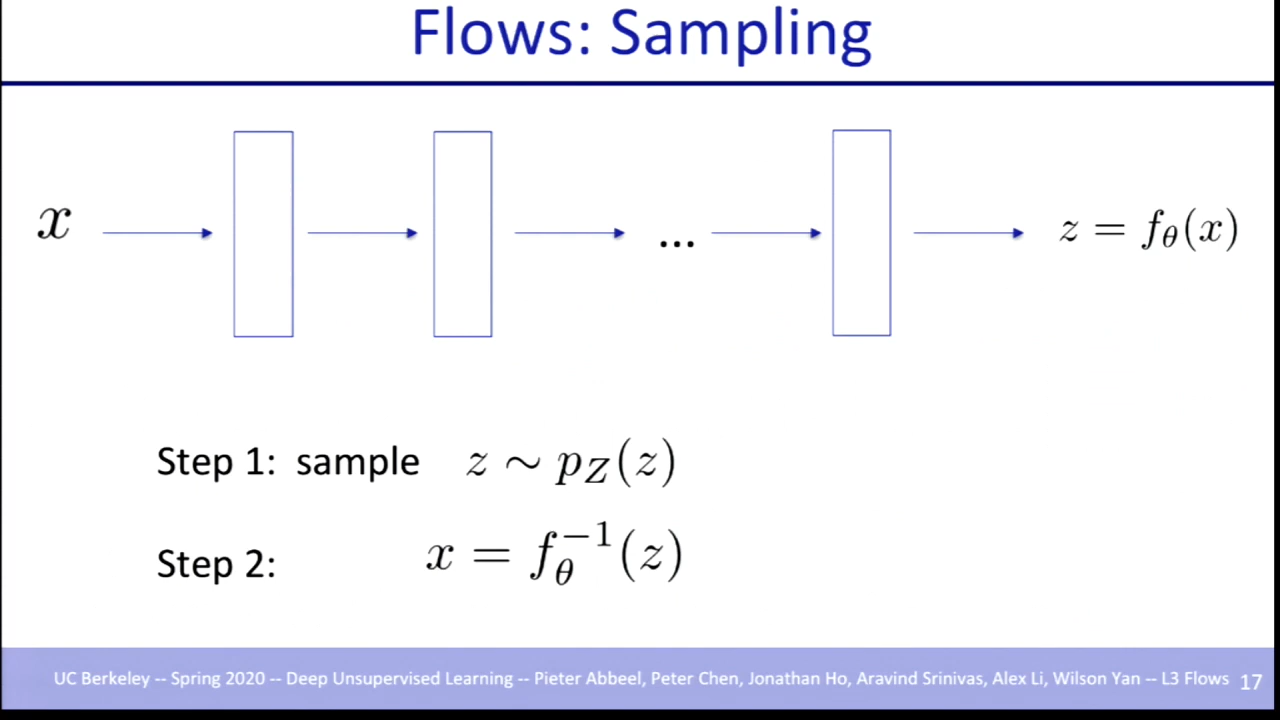 Flows: Sampling
x ... z = f_θ(x)
Step 1: sample z ∼ p_Z(z)
Step 2: x = f_θ^{-1}(z)
UC Berkeley -- Spring 2020 -- Deep Unsupervised Learning -- Pieter Abbeel, Peter Chen, Jonathan Ho, Aravind Srinivas, Alex Li, Wilson Yan -- L3 Flows 17